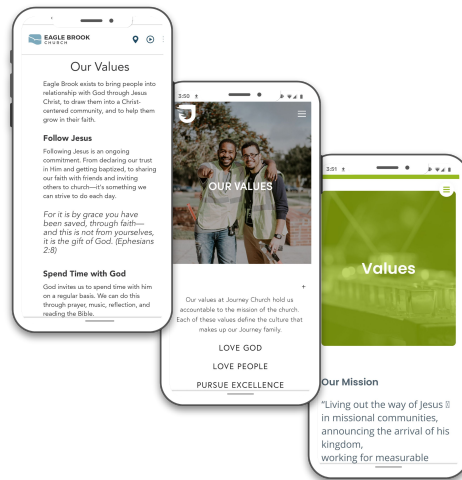 EAGLE BROOK
CHURCH
Our Values
Eagle Brook exists to bring people into
relationship with God through Jesus
Christ, to draw them into a Christ-
centered community, and to help them
grow in their faith.
Follow Jesus
Following Jesus is an ongoing
commitment. From declaring our trust
in Him and getting baptized, to sharing
our faith with friends and inviting
others to church—it's something we
can strive to do each day.
For it is by grace you have
been saved, through faith—
and this is not from yourselves,
it is the gift of God. (Ephesians
2:8)
Spend Time with God
God invites us to spend time with him
on a regular basis. We can do this
through prayer, music, reflection, and
reading the Bible.
3:50
OUR VALUES
+
Our values at Journey Church hold us
accountable to the mission of the church.
Each of these values define the culture that
makes up our Journey family.
LOVE GOD
LOVE PEOPLE
PURSUE EXCELLENCE
3:51
Values
Our Mission
"Living out the way of Jesus
in missional communities,
announcing the arrival of his
kingdom,
working for measurable